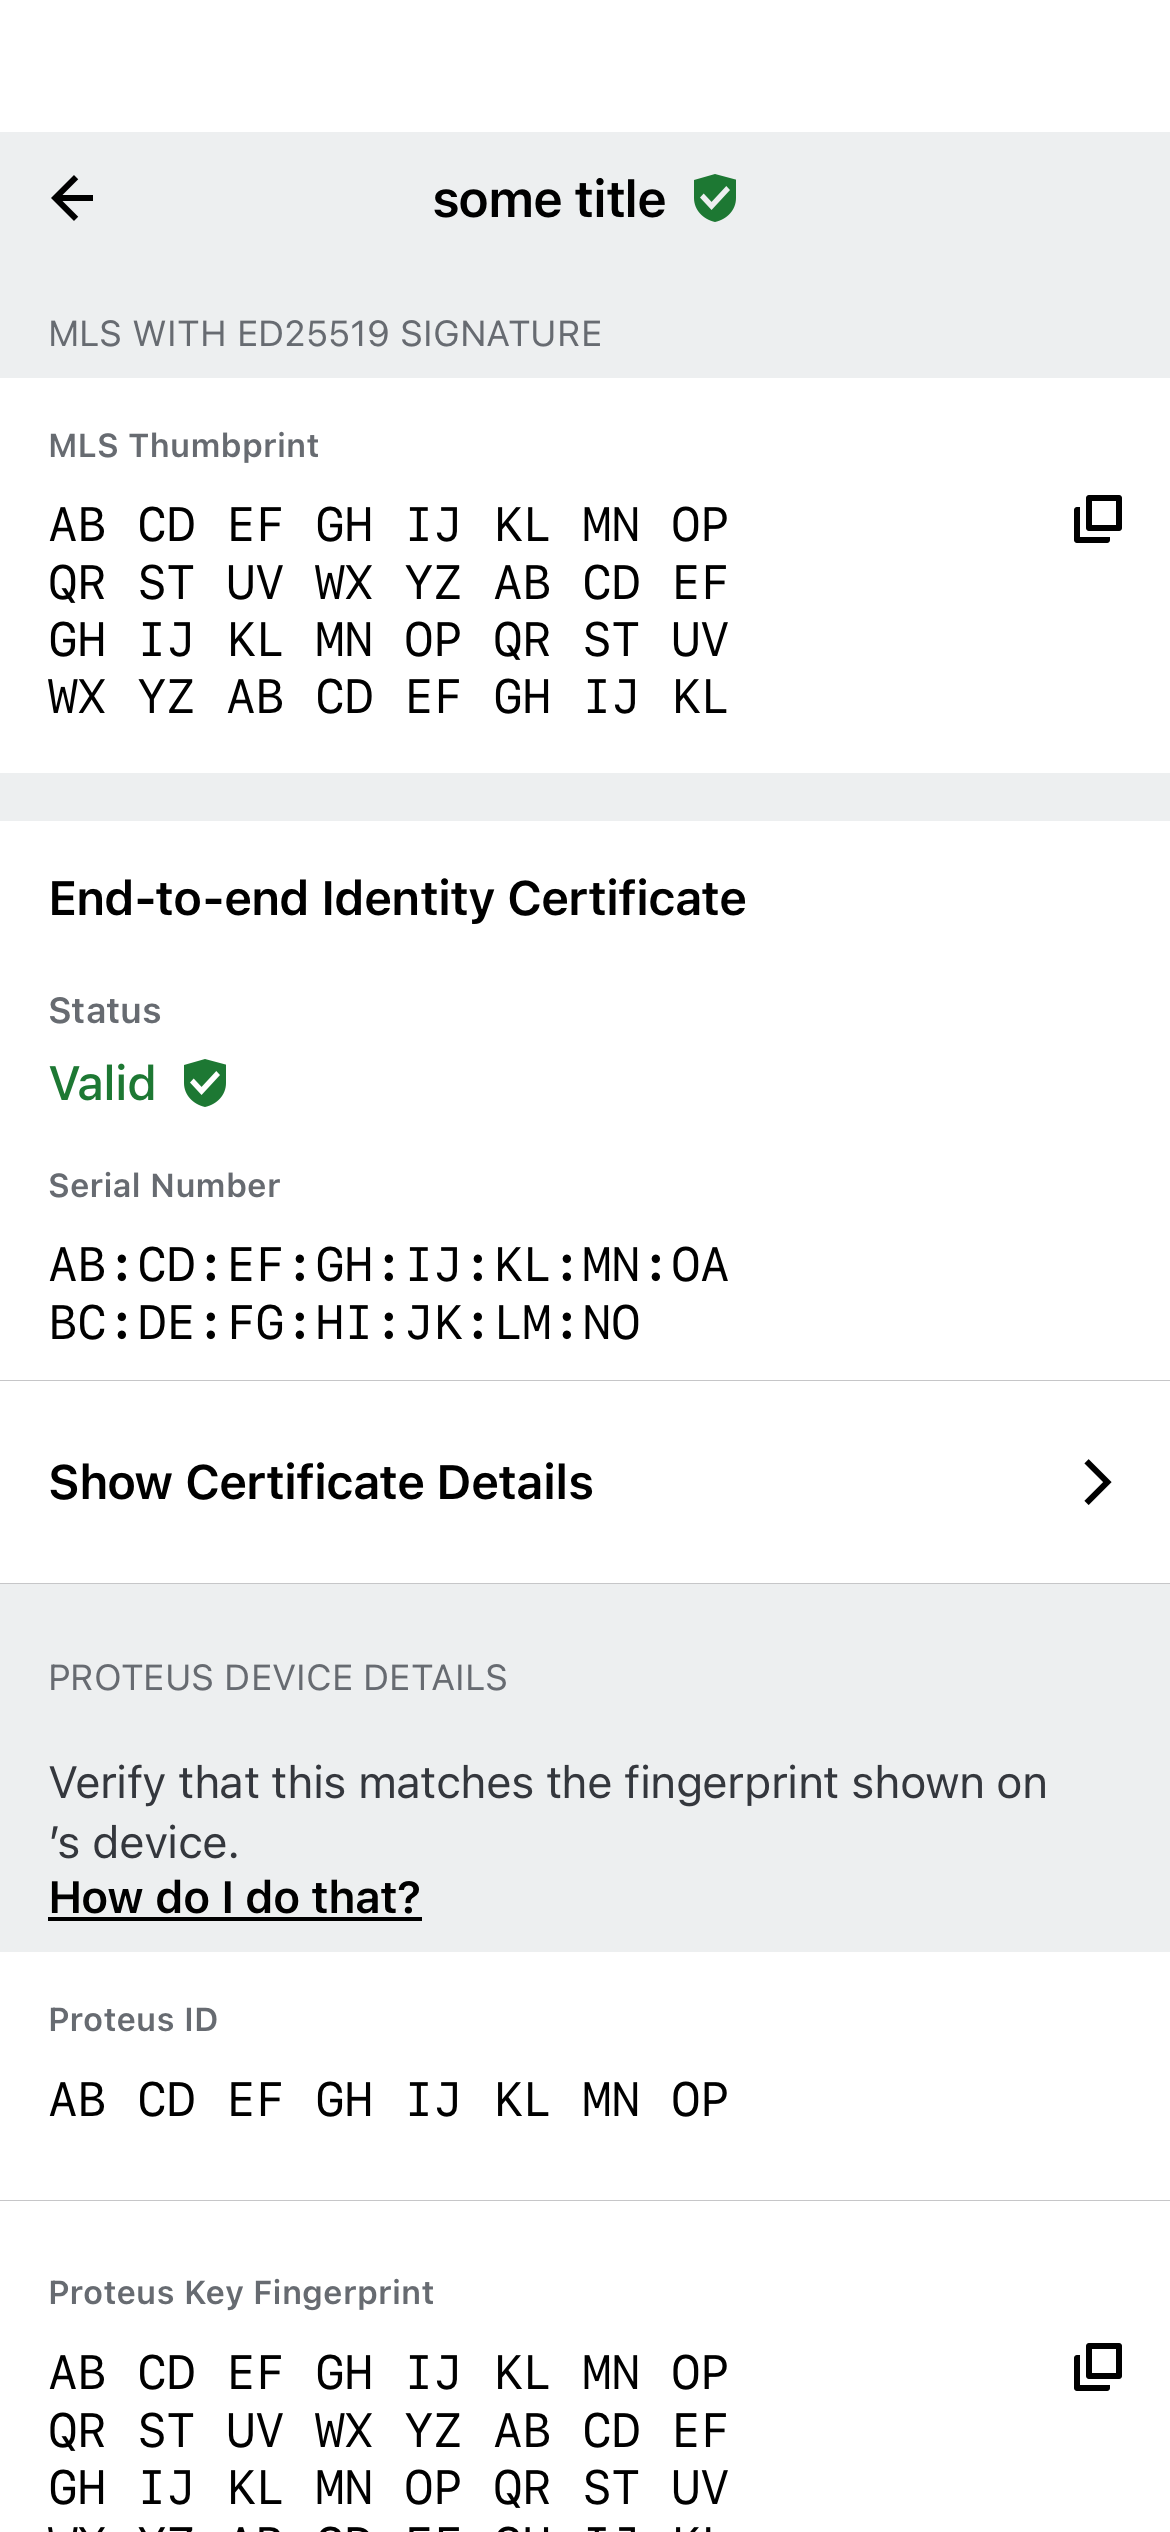 some title
MLS WITH ED25519 SIGNATURE
MLS Thumbprint
AB CD EF GH IJ KL MN OP
QR ST UV WX YZ AB CD EF
GH IJ KL MN OP QR ST UV
WX YZ AB CD EF GH IJ KL
End-to-end Identity Certificate
Status
Valid
Serial Number
AB:CD:EF:GH:IJ:KL:MN:OA
BC:DE:FG:HI:JK:LM:NO
Show Certificate Details
PROTEUS DEVICE DETAILS
Verify that this matches the fingerprint shown on
’s device.
How do I do that?
Proteus ID
AB CD EF GH IJ KL MN OP
Proteus Key Fingerprint
AB CD EF GH IJ KL MN OP
QR ST UV WX YZ AB CD EF
GH IJ KL MN OP QR ST UV